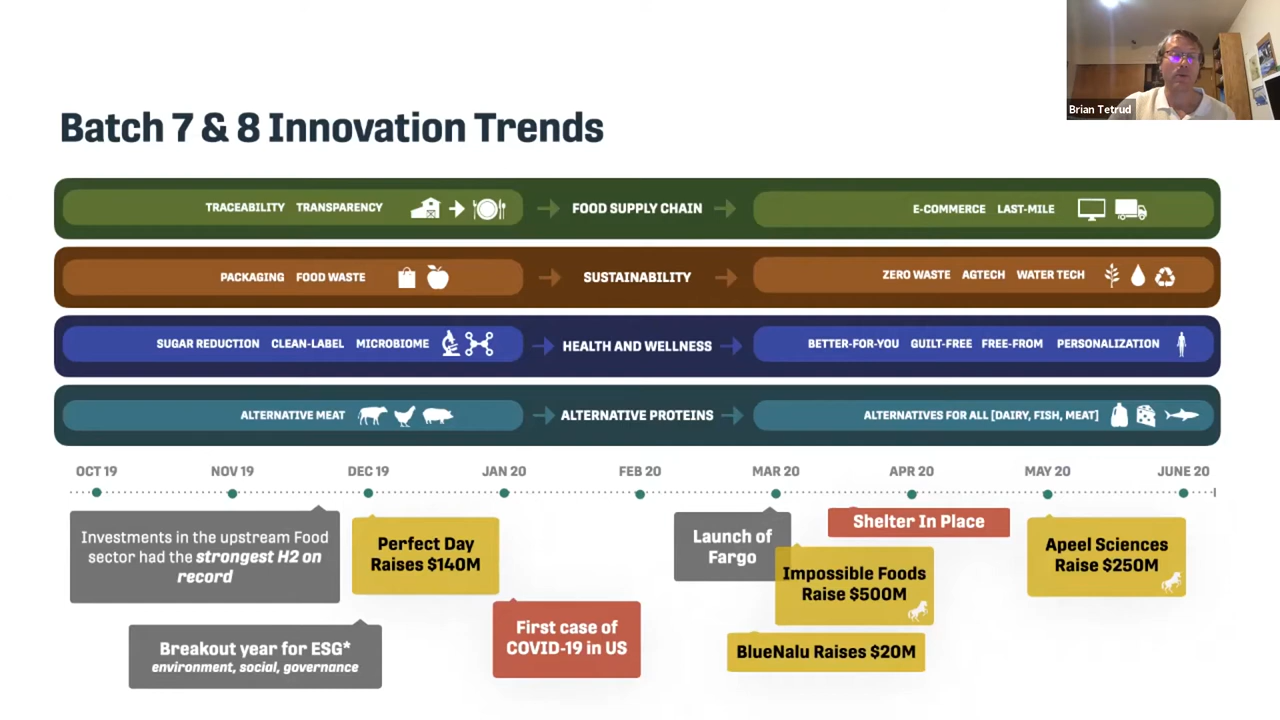 Brian Tetrud
Batch 7 & 8 Innovation Trends
TRACEABILITY TRANSPARENCY
FOOD SUPPLY CHAIN
E-COMMERCE LAST-MILE
PACKAGING FOOD WASTE
SUSTAINABILITY
ZERO WASTE AGTECH WATER TECH
SUGAR REDUCTION CLEAN-LABEL MICROBIOME
HEALTH AND WELLNESS
BETTER-FOR-YOU GUILT-FREE FREE-FROM PERSONALIZATION
ALTERNATIVE MEAT
ALTERNATIVE PROTEINS
ALTERNATIVES FOR ALL [DAIRY, FISH, MEAT]
OCT 19 NOV 19 DEC 19 JAN 20 FEB 20 MAR 20 APR 20 MAY 20 JUNE 20
Investments in the upstream Food
sector had the strongest H2 on
record
Breakout year for ESG*
environment, social, governance
Perfect Day
Raises $140M
First case of
COVID-19 in US
Launch of
Fargo
Impossible Foods
Raise $500M
BlueNalu Raises $20M
Shelter In Place
Apeel Sciences
Raise $250M